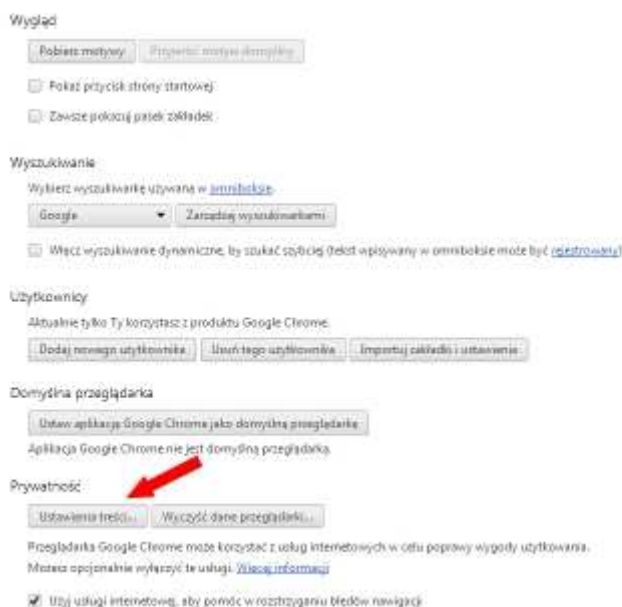 Wygląd
Pobierz motywy Przywróć motyw domyślny
Pokaż przycisk strony startowej
Zawsze pokazuj pasek zakładek
Wyszukiwanie
Wybierz wyszukiwarkę używaną w omniboksie.
Google Zarządzaj wyszukiwarkami
Włącz wyszukiwanie dynamiczne, by szukać szybciej (tekst wpisywany w omniboksie może być rejestrowany)
Użytkownicy
Aktualnie tylko Ty korzystasz z produktu Google Chrome.
Dodaj nowego użytkownika Usuń tego użytkownika Importuj zakładki i ustawienia
Domyślna przeglądarka
Ustaw aplikację Google Chrome jako domyślną przeglądarkę
Aplikacja Google Chrome nie jest domyślną przeglądarką.
Prywatność
Ustawienia treści... Wyczyść dane przeglądarki...
Przeglądarka Google Chrome może korzystać z usług internetowych w celu poprawy wygody użytkowania.
Możesz opcjonalnie wyłączyć te usługi. Więcej informacji
Użyj usługi internetowej, aby pomóc w rozstrzyganiu błędów nawigacji